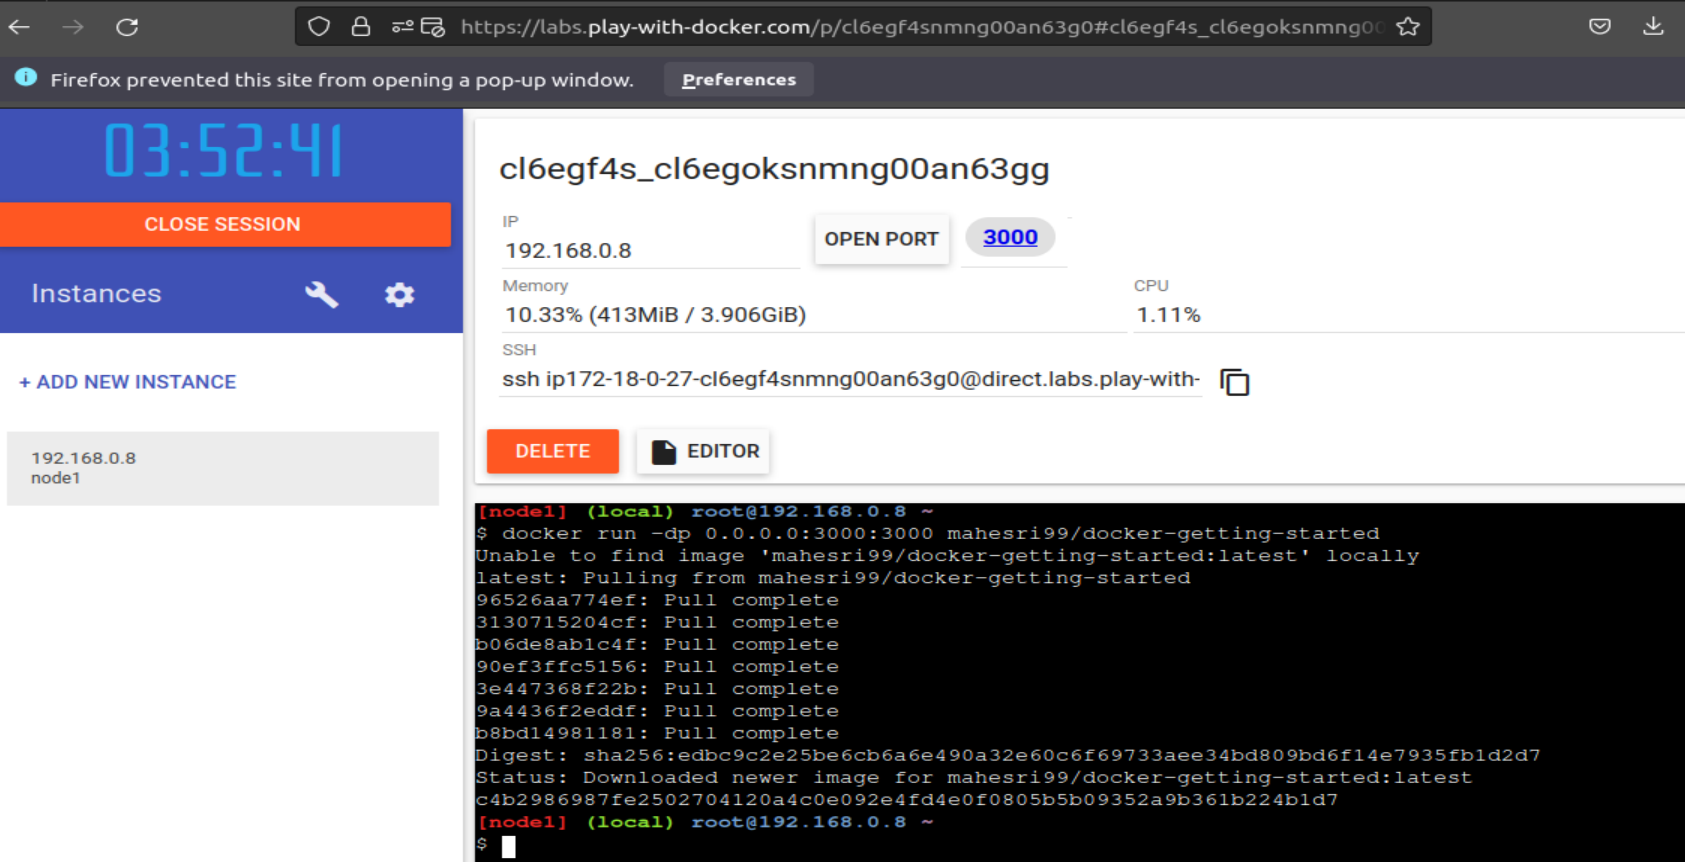 https://labs.play-with-docker.com/p/cl6egf4snmng00an63g0#cl6egf4s_cl6egoksnmng00
Firefox prevented this site from opening a pop-up window. Preferences
03:52:41
CLOSE SESSION
Instances
+ ADD NEW INSTANCE
192.168.0.8
node1
cl6egf4s_cl6egoksnmng00an63gg
IP
192.168.0.8
OPEN PORT
3000
Memory
10.33% (413MiB / 3.906GiB)
CPU
1.11%
SSH
ssh ip172-18-0-27-cl6egf4snmng00an63g0@direct.labs.play-with-
DELETE
EDITOR
[node1] (local) root@192.168.0.8 ~
$ docker run -dp 0.0.0.0:3000:3000 mahesri99/docker-getting-started
Unable to find image 'mahesri99/docker-getting-started:latest' locally
latest: Pulling from mahesri99/docker-getting-started
96526aa774ef: Pull complete
3130715204cf: Pull complete
b06de8ab1c4f: Pull complete
90ef3ffc5156: Pull complete
3e447368f22b: Pull complete
9a4436f2eddf: Pull complete
b8bd14981181: Pull complete
Digest: sha256:edbc9c2e25be6cb6a6e490a32e60c6f69733aee34bd809bd6f14e7935fb1d2d7
Status: Downloaded newer image for mahesri99/docker-getting-started:latest
c4b2986987fe2502704120a4c0e092e4fd4e0f0805b5b09352a9b361b224b1d7
[node1] (local) root@192.168.0.8 ~
$